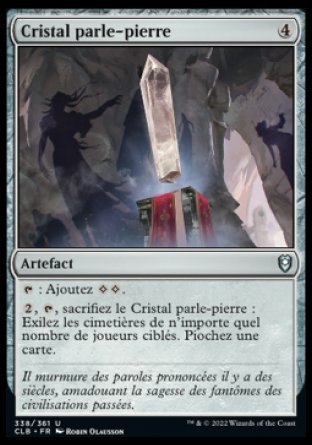 Cristal parle-pierre 4
Artefact
: Ajoutez .
2, , sacrifiez le Cristal parle-pierre :
Exilez les cimetières de n'importe quel
nombre de joueurs ciblés. Piochez une
carte.
Il murmure des paroles prononcées il y a des
siècles, amadouant la sagesse des fantômes des
civilisations passées.
338/361 U
CLB • FR Robin Olausson
™ & © 2022 Wizards of the Coast